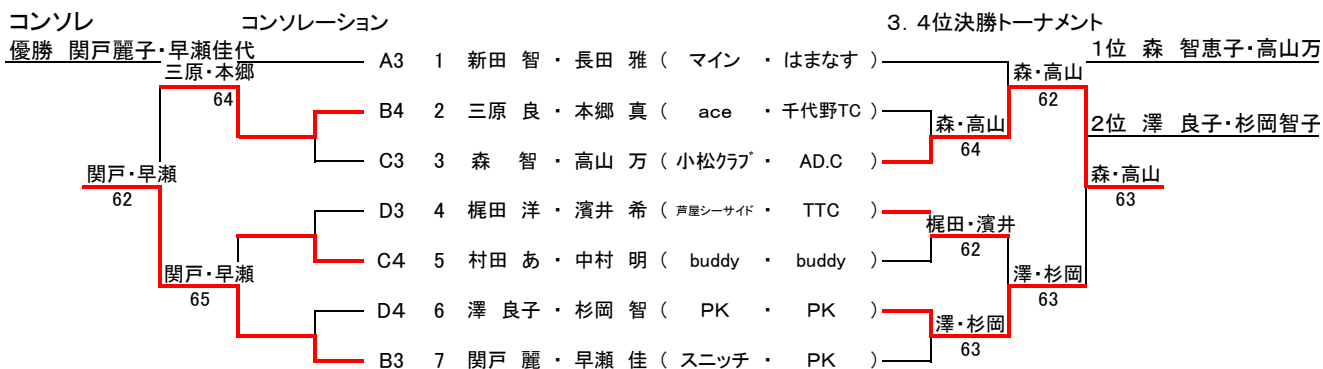 コンソレ コンソレーション 3．4位決勝トーナメント
優勝 関戸麗子・早瀬佳代
1位 森 智恵子・高山万
A3 1 新田 智 ・ 長田 雅 （ マイン ・ はまなす ）
三原・本郷
64
森・高山
62
B4 2 三原 良 ・ 本郷 真 （ ace ・ 千代野TC ）
森・高山
64
2位 澤 良子・杉岡智子
C3 3 森 智 ・ 高山 万 （ 小松クラブ ・ AD.C ）
関戸・早瀬
62
森・高山
63
D3 4 梶田 洋 ・ 濱井 希 （ 芦屋シーサイド ・ TTC ）
梶田・濱井
62
C4 5 村田 あ ・ 中村 明 （ buddy ・ buddy ）
関戸・早瀬
65
澤・杉岡
63
D4 6 澤 良子 ・ 杉岡 智 （ PK ・ PK ）
澤・杉岡
63
B3 7 関戸 麗 ・ 早瀬 佳 （ スニッチ ・ PK ）